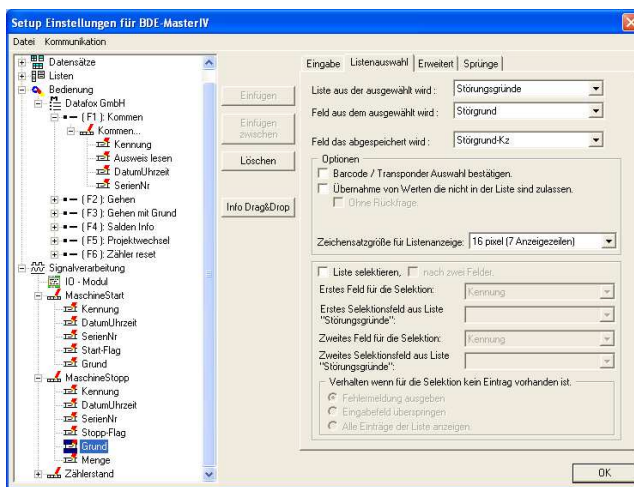 Setup Einstellungen für BDE-MasterIV
Datei Kommunikation
Datensätze
Listen
Bedienung
Datafox GmbH
( F1 ): Kommen
Kommen...
Kennung
Ausweis lesen
DatumUhrzeit
SerienNr
( F2 ): Gehen
( F3 ): Gehen mit Grund
( F4 ): Salden Info
( F5 ): Projektwechsel
( F6 ): Zähler reset
Signalverarbeitung
IO - Modul
MaschineStart
Kennung
DatumUhrzeit
SerienNr
Start-Flag
Grund
MaschineStopp
Kennung
DatumUhrzeit
SerienNr
Stopp-Flag
Grund
Menge
Zählerstand
Einfügen
Einfügen
zwischen
Löschen
Info Drag&Drop
Eingabe Listenauswahl Erweitert Sprünge
Liste aus der ausgewählt wird : Störungsgründe
Feld aus dem ausgewählt wird : Störgrund
Feld das abgespeichert wird : Störgrund-Kz
Optionen
Barcode / Transponder Auswahl bestätigen.
Übernahme von Werten die nicht in der Liste sind zulassen.
Ohne Rückfrage.
Zeichensatzgröße für Listenanzeige: 16 pixel (7 Anzeigezeilen)
Liste selektieren, nach zwei Felder.
Erstes Feld für die Selektion: Kennung
Erstes Selektionsfeld aus Liste
"Störungsgründe":
Zweites Feld für die Selektion: Kennung
Zweites Selektionsfeld aus Liste
"Störungsgründe":
Verhalten wenn für die Selektion kein Eintrag vorhanden ist.
Fehlermeldung ausgeben
Eingabefeld überspringen
Alle Einträge der Liste anzeigen.
OK